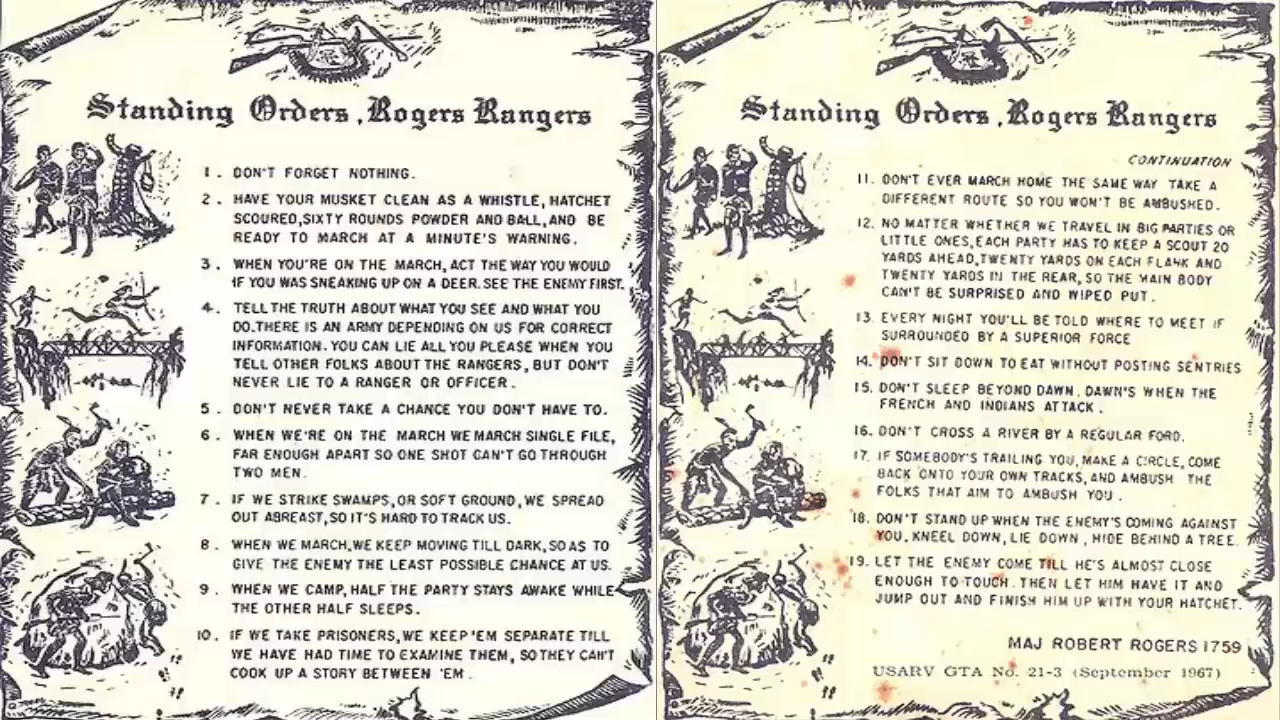 Standing Orders, Rogers Rangers
1. DON'T FORGET NOTHING.
2. HAVE YOUR MUSKET CLEAN AS A WHISTLE, HATCHET
SCOURED, SIXTY ROUNDS POWDER AND BALL, AND BE
READY TO MARCH AT A MINUTE'S WARNING.
3. WHEN YOU'RE ON THE MARCH, ACT THE WAY YOU WOULD
IF YOU WAS SNEAKING UP ON A DEER. SEE THE ENEMY FIRST.
4. TELL THE TRUTH ABOUT WHAT YOU SEE AND WHAT YOU
DO. THERE IS AN ARMY DEPENDING ON US FOR CORRECT
INFORMATION. YOU CAN LIE ALL YOU PLEASE WHEN YOU
TELL OTHER FOLKS ABOUT THE RANGERS, BUT DON'T
NEVER LIE TO A RANGER OR OFFICER.
5. DON'T NEVER TAKE A CHANCE YOU DON'T HAVE TO.
6. WHEN WE'RE ON THE MARCH WE MARCH SINGLE FILE,
FAR ENOUGH APART SO ONE SHOT CAN'T GO THROUGH
TWO MEN.
7. IF WE STRIKE SWAMPS, OR SOFT GROUND, WE SPREAD
OUT ABREAST, SO IT'S HARD TO TRACK US.
8. WHEN WE MARCH, WE KEEP MOVING TILL DARK, SO AS TO
GIVE THE ENEMY THE LEAST POSSIBLE CHANCE AT US.
9. WHEN WE CAMP, HALF THE PARTY STAYS AWAKE WHILE
THE OTHER HALF SLEEPS.
10. IF WE TAKE PRISONERS, WE KEEP 'EM SEPARATE TILL
WE HAVE HAD TIME TO EXAMINE THEM, SO THEY CAN'T
COOK UP A STORY BETWEEN 'EM.
Standing Orders, Rogers Rangers
CONTINUATION
11. DON'T EVER MARCH HOME THE SAME WAY TAKE A
DIFFERENT ROUTE SO YOU WON'T BE AMBUSHED.
12. NO MATTER WHETHER WE TRAVEL IN BIG PARTIES OR
LITTLE ONES, EACH PARTY HAS TO KEEP A SCOUT 20
YARDS AHEAD, TWENTY YARDS ON EACH FLANK AND
TWENTY YARDS IN THE REAR, SO THE MAIN BODY
CAN'T BE SURPRISED AND WIPED PUT.
13. EVERY NIGHT YOU'LL BE TOLD WHERE TO MEET IF
SURROUNDED BY A SUPERIOR FORCE
14. DON'T SIT DOWN TO EAT WITHOUT POSTING SENTRIES
15. DON'T SLEEP BEYOND DAWN. DAWN'S WHEN THE
FRENCH AND INDIANS ATTACK.
16. DON'T CROSS A RIVER BY A REGULAR FORD.
17. IF SOMEBODY'S TRAILING YOU, MAKE A CIRCLE, COME
BACK ONTO YOUR OWN TRACKS, AND AMBUSH THE
FOLKS THAT AIM TO AMBUSH YOU.
18. DON'T STAND UP WHEN THE ENEMY'S COMING AGAINST
YOU, KNEEL DOWN, LIE DOWN, HIDE BEHIND A TREE.
19. LET THE ENEMY COME TILL HE'S ALMOST CLOSE
ENOUGH TO TOUCH. THEN LET HIM HAVE IT AND
JUMP OUT AND FINISH HIM UP WITH YOUR HATCHET.
MAJ ROBERT ROGERS 1759
USARV GTA No. 21-3 (September 1967)